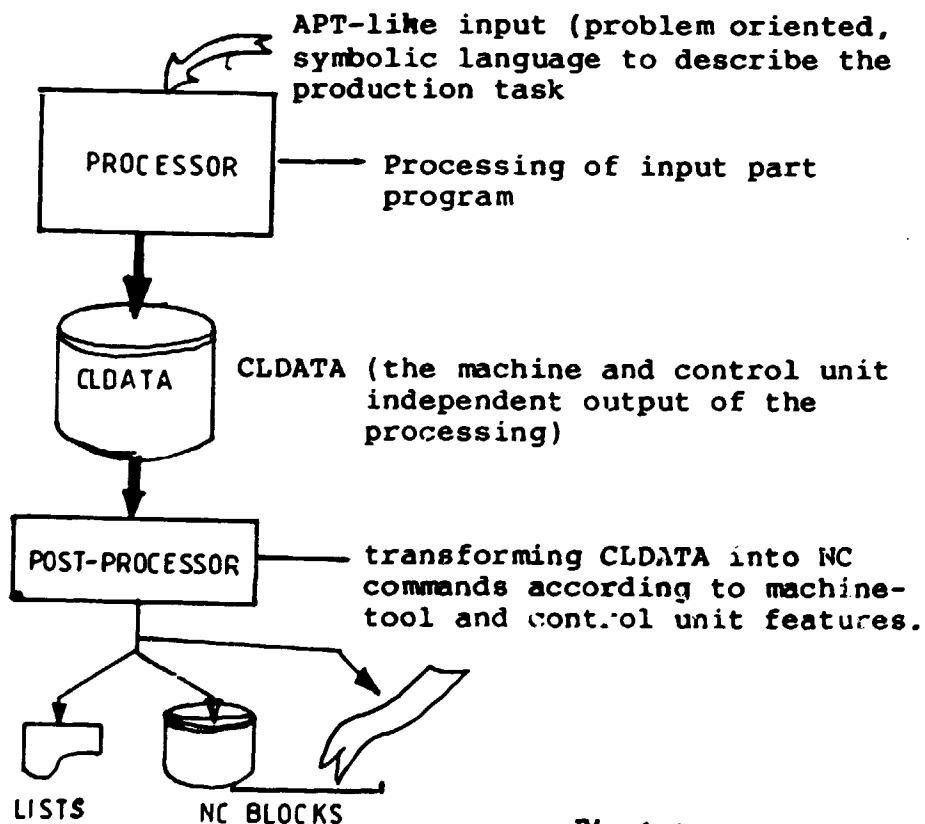 APT-like input (problem oriented,
symbolic language to describe the
production task
PROCESSOR
Processing of input part
program
CLDATA
CLDATA (the machine and control unit
independent output of the
processing)
POST-PROCESSOR
transforming CLDATA into NC
commands according to machine-
tool and control unit features.
LISTS
NC BLOCKS